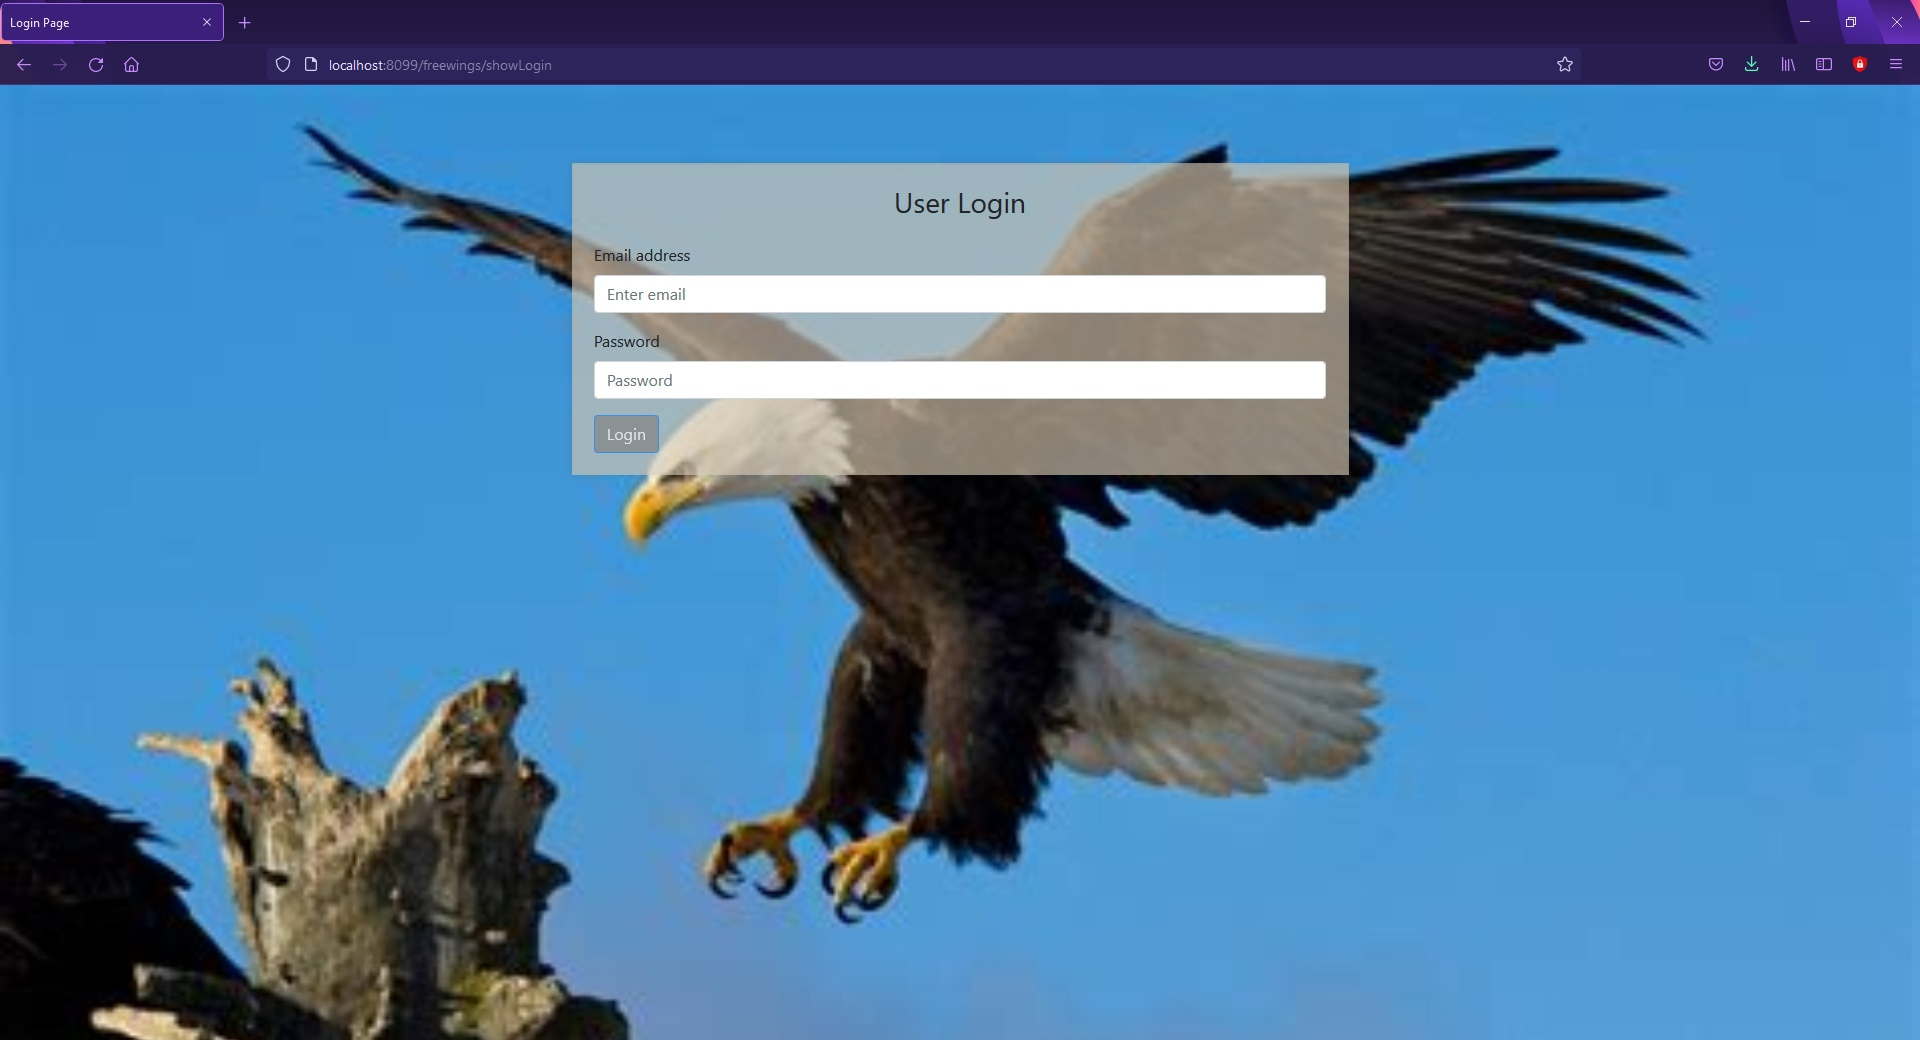 Login Page
localhost:8099/freewings/showLogin
User Login
Email address
Enter email
Password
Password
Login